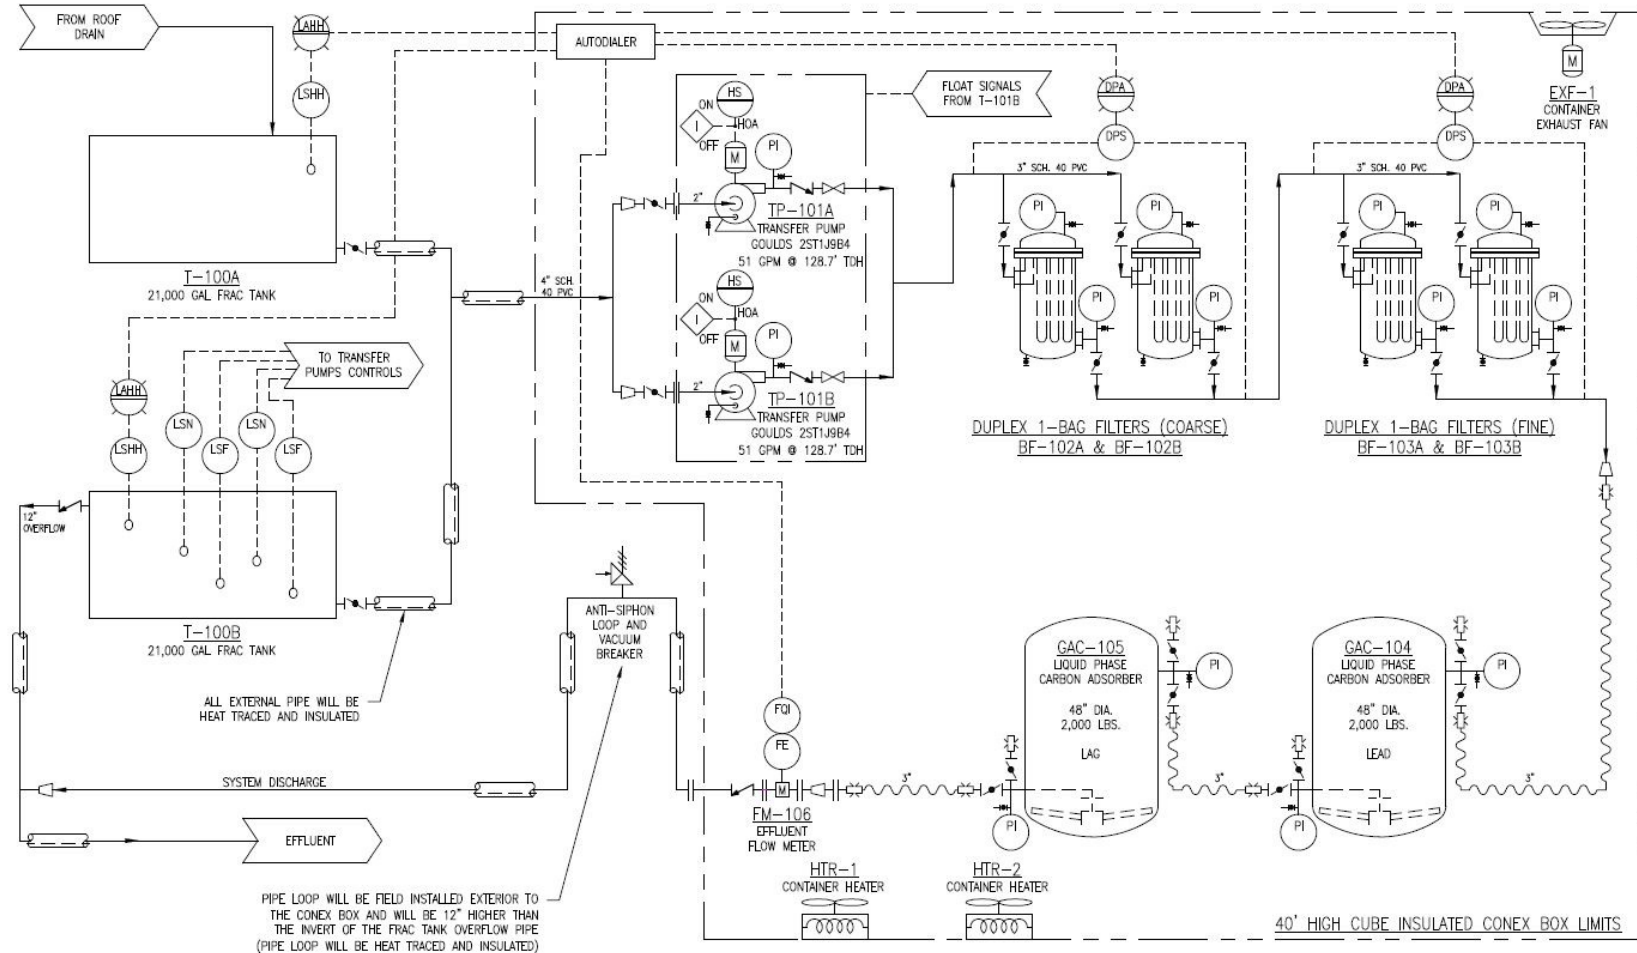 FROM ROOF
DRAIN
LAHH
LSHH
T-100A
21,000 GAL FRAC TANK
AUTODIALER
FLOAT SIGNALS
FROM T-101B
HS
ON
HOA
I
OFF
M
PI
2"
TP-101A
TRANSFER PUMP
GOULDS 2ST1J9B4
51 GPM @ 128.7' TDH
4" SCH.
40 PVC
HS
ON
HOA
I
OFF
M
PI
2"
TP-101B
TRANSFER PUMP
GOULDS 2ST1J9B4
51 GPM @ 128.7' TDH
DPA
DPS
3" SCH. 40 PVC
PI
PI
PI
PI
DUPLEX 1-BAG FILTERS (COARSE)
BF-102A & BF-102B
DPA
DPS
3" SCH. 40 PVC
PI
PI
PI
PI
DUPLEX 1-BAG FILTERS (FINE)
BF-103A & BF-103B
M
EXF-1
CONTAINER
EXHAUST FAN
TO TRANSFER
PUMPS CONTROLS
LAHH
LSHH
LSN
LSF
LSN
LSF
12"
OVERFLOW
T-100B
21,000 GAL FRAC TANK
ALL EXTERNAL PIPE WILL BE
HEAT TRACED AND INSULATED
ANTI-SIPHON
LOOP AND
VACUUM
BREAKER
SYSTEM DISCHARGE
EFFLUENT
PIPE LOOP WILL BE FIELD INSTALLED EXTERIOR TO
THE CONEX BOX AND WILL BE 12" HIGHER THAN
THE INVERT OF THE FRAC TANK OVERFLOW PIPE
(PIPE LOOP WILL BE HEAT TRACED AND INSULATED)
FQI
FE
M
FM-106
EFFLUENT
FLOW METER
3"
PI
GAC-105
LIQUID PHASE
CARBON ADSORBER
48" DIA.
2,000 LBS.
LAG
PI
3"
PI
GAC-104
LIQUID PHASE
CARBON ADSORBER
48" DIA.
2,000 LBS.
LEAD
PI
3"
HTR-1
CONTAINER HEATER
HTR-2
CONTAINER HEATER
40' HIGH CUBE INSULATED CONEX BOX LIMITS